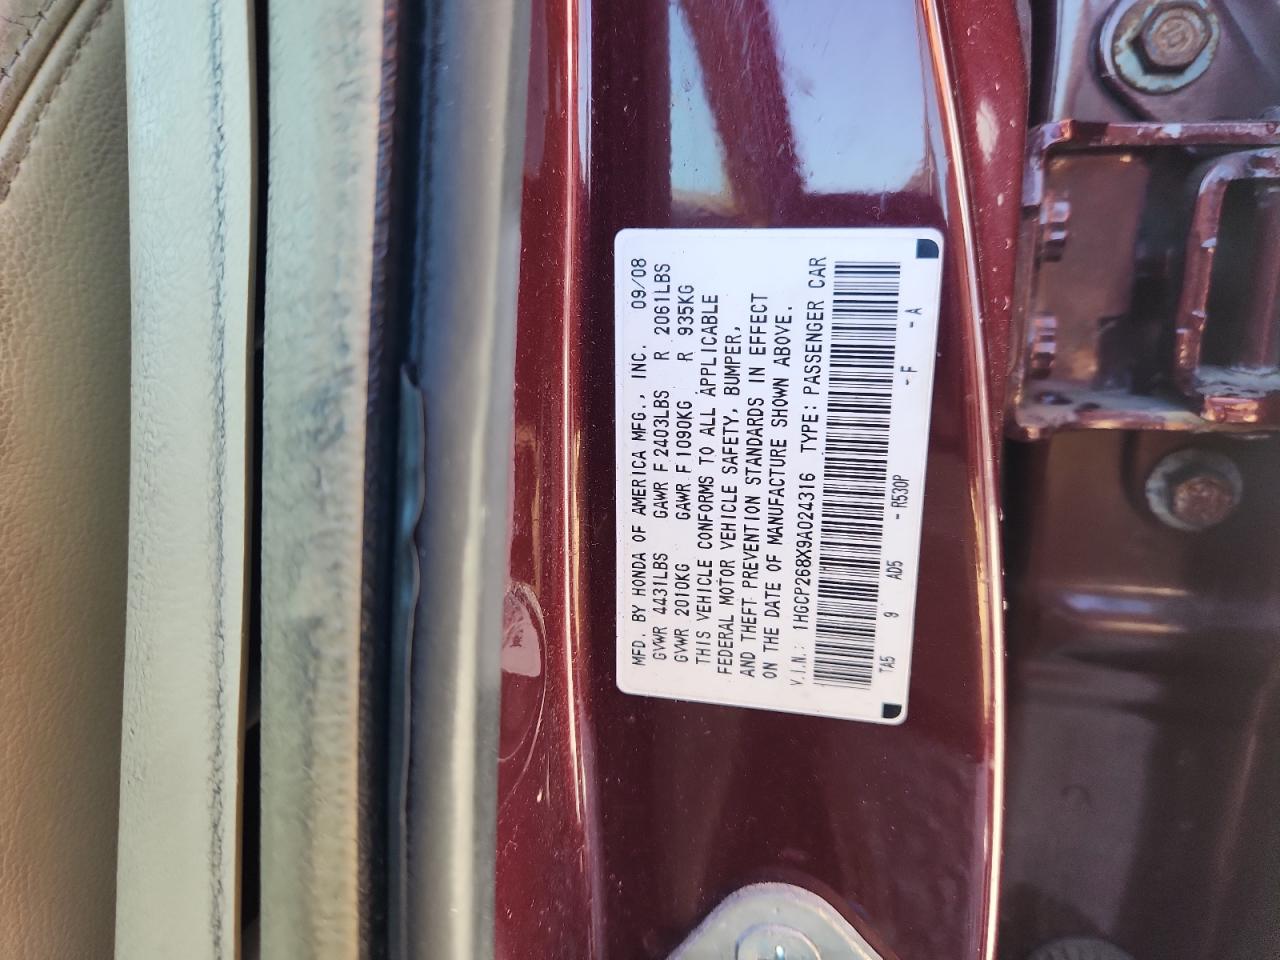 MFD. BY HONDA OF AMERICA MFG., INC. 09/08
GVWR 4431LBS GAWR F 2403LBS R 2061LBS
GVWR 2010KG GAWR F 1090KG R 935KG
THIS VEHICLE CONFORMS TO ALL APPLICABLE
FEDERAL MOTOR VEHICLE SAFETY, BUMPER,
AND THEFT PREVENTION STANDARDS IN EFFECT
ON THE DATE OF MANUFACTURE SHOWN ABOVE.
V.I.N.: 1HGCP268X9A024316 TYPE: PASSENGER CAR
TA5 9 AD5 - R530P - F - A